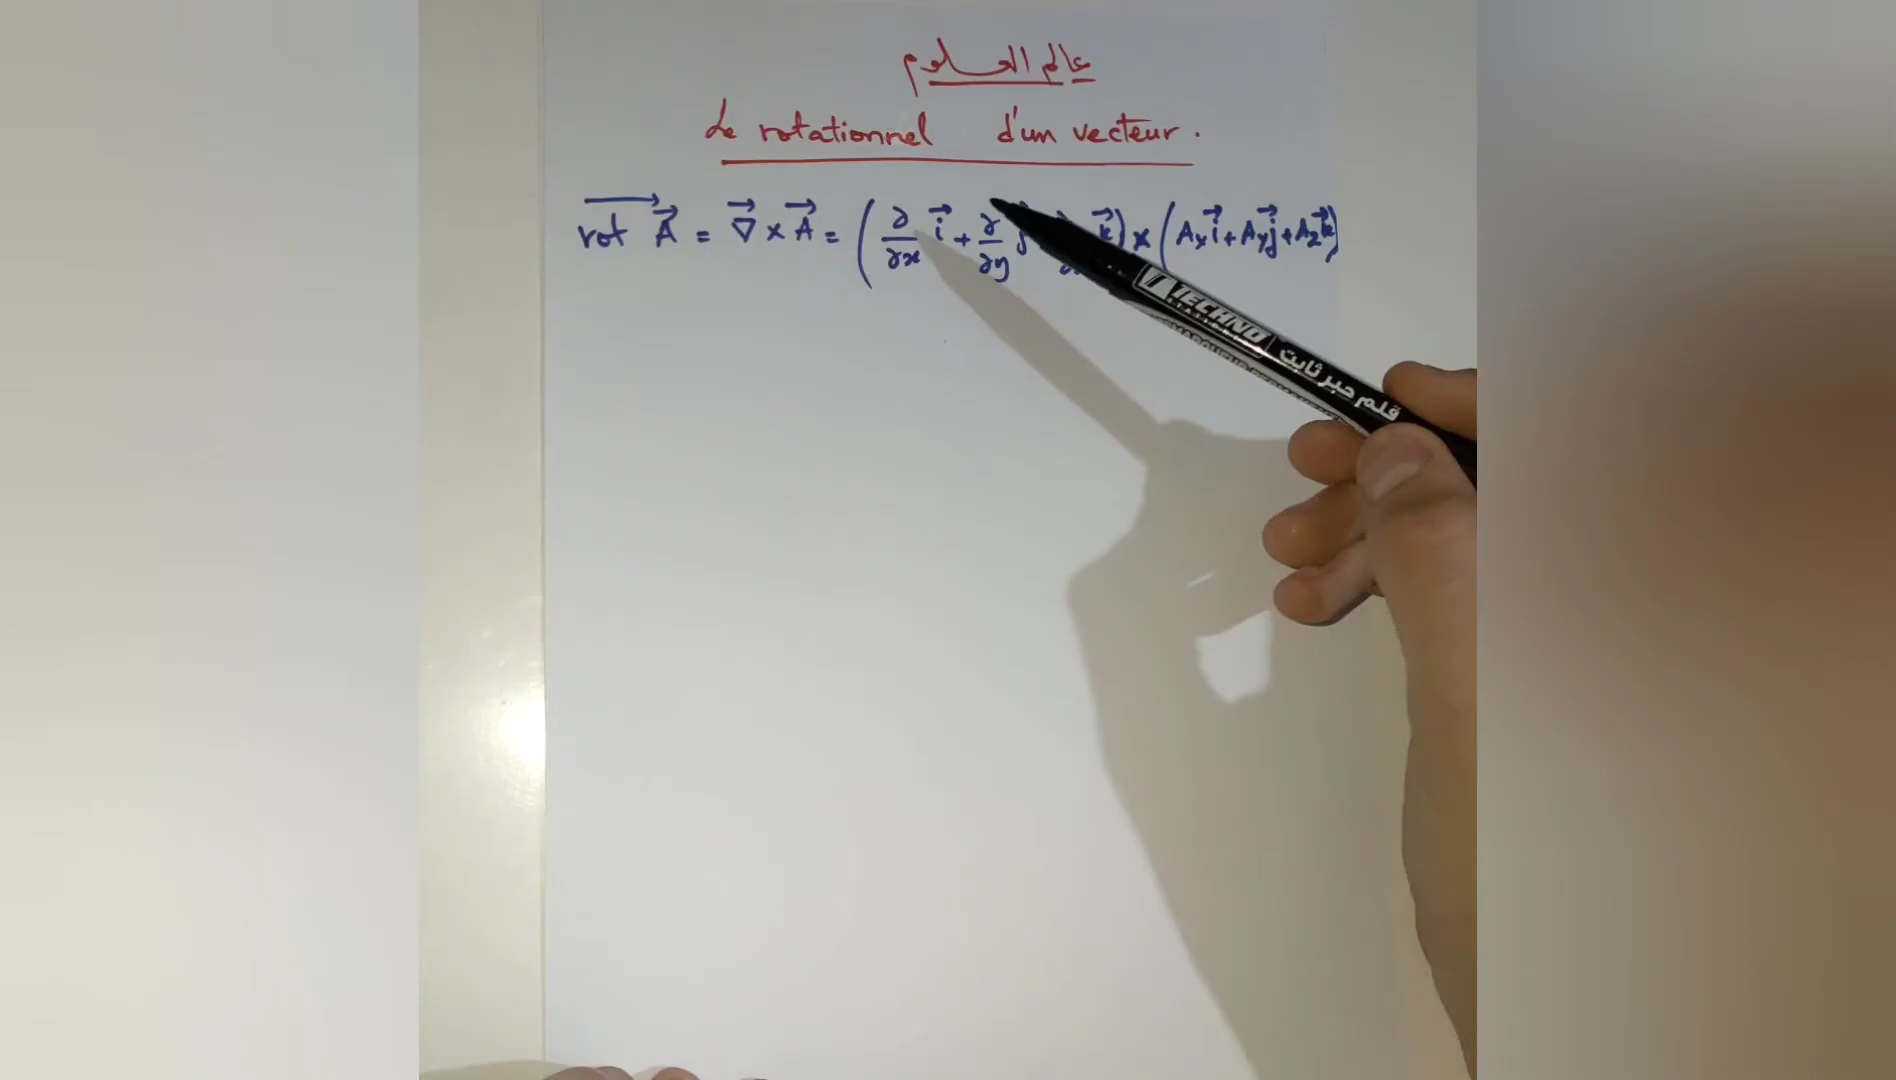 عالم العلوم
Le rotationnel d'un vecteur.
rot A⃗ = ∇⃗ × A⃗ = ( ∂/∂x i⃗ + ∂/∂y j k⃗ ) × ( Ax i⃗ + Ay j⃗ + Az k⃗ )
TECHNO
قلم حبر ثابت